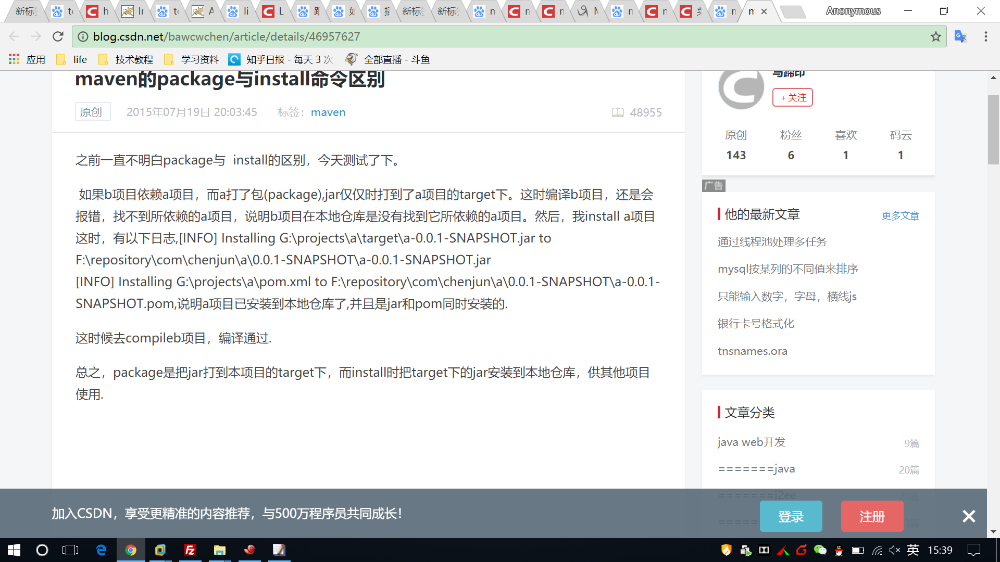 新标
Anonymous
blog.csdn.net/bawcwchen/article/details/46957627
应用
life
技术教程
学习资料
知乎日报 - 每天 3 次
全部直播 - 斗鱼
maven的package与install命令区别
原创
2015年07月19日 20:03:45
标签：maven
48955
之前一直不明白package与  install的区别，今天测试了下。
如果b项目依赖a项目，而a打了包(package),jar仅仅时打到了a项目的target下。这时编译b项目，还是会
报错，找不到所依赖的a项目，说明b项目在本地仓库是没有找到它所依赖的a项目。然后，我install a项目
这时，有以下日志,[INFO] Installing G:\projects\a\target\a-0.0.1-SNAPSHOT.jar to
F:\repository\com\chenjun\a\0.0.1-SNAPSHOT\a-0.0.1-SNAPSHOT.jar
[INFO] Installing G:\projects\a\pom.xml to F:\repository\com\chenjun\a\0.0.1-SNAPSHOT\a-0.0.1-
SNAPSHOT.pom,说明a项目已安装到本地仓库了,并且是jar和pom同时安装的.
这时候去compileb项目，编译通过.
总之，package是把jar打到本项目的target下，而install时把target下的jar安装到本地仓库，供其他项目
使用.
马蹄印
+ 关注
原创 粉丝 喜欢 码云
143 6 1 1
广告
他的最新文章
更多文章
通过线程池处理多任务
mysql按某列的不同值来排序
只能输入数字，字母，横线js
银行卡号格式化
tnsnames.ora
文章分类
java web开发
9篇
=======java
20篇
=======j2ee
加入CSDN，享受更精准的内容推荐，与500万程序员共同成长！
登录
注册
英
15:39